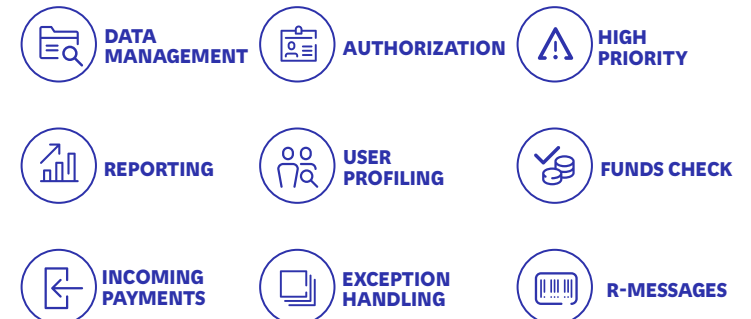 DATA
MANAGEMENT
AUTHORIZATION
HIGH
PRIORITY
REPORTING
USER
PROFILING
FUNDS CHECK
INCOMING
PAYMENTS
EXCEPTION
HANDLING
R-MESSAGES